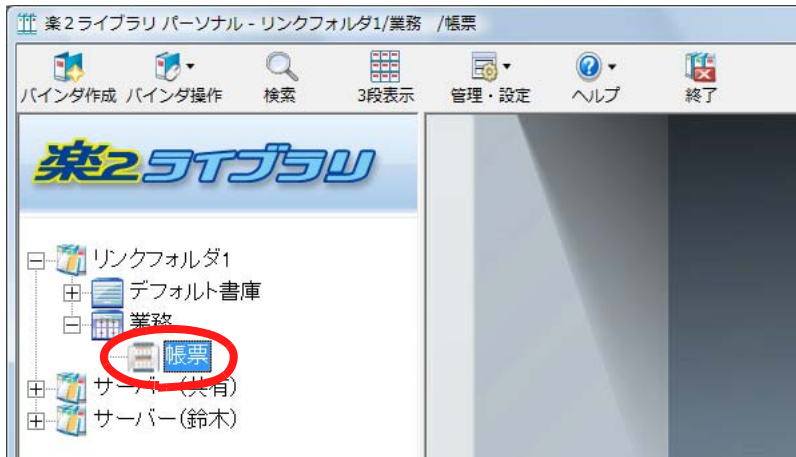 楽2ライブラリ パーソナル - リンクフォルダ1/業務 /帳票
バインダ作成 バインダ操作 検索 3段表示 管理・設定 ヘルプ 終了
楽2ライブラリ
リンクフォルダ1
デフォルト書庫
業務
帳票
サーバー(共有)
サーバー(鈴木)